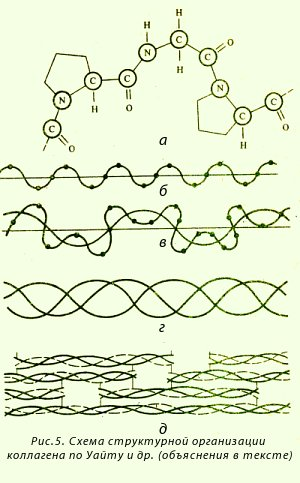 H H
N C C O
C C H N
N H O C C
C O H O
а
б
в
г
д
Рис.5. Схема структурной организации
коллагена по Уайту и др. (объяснения в тексте)